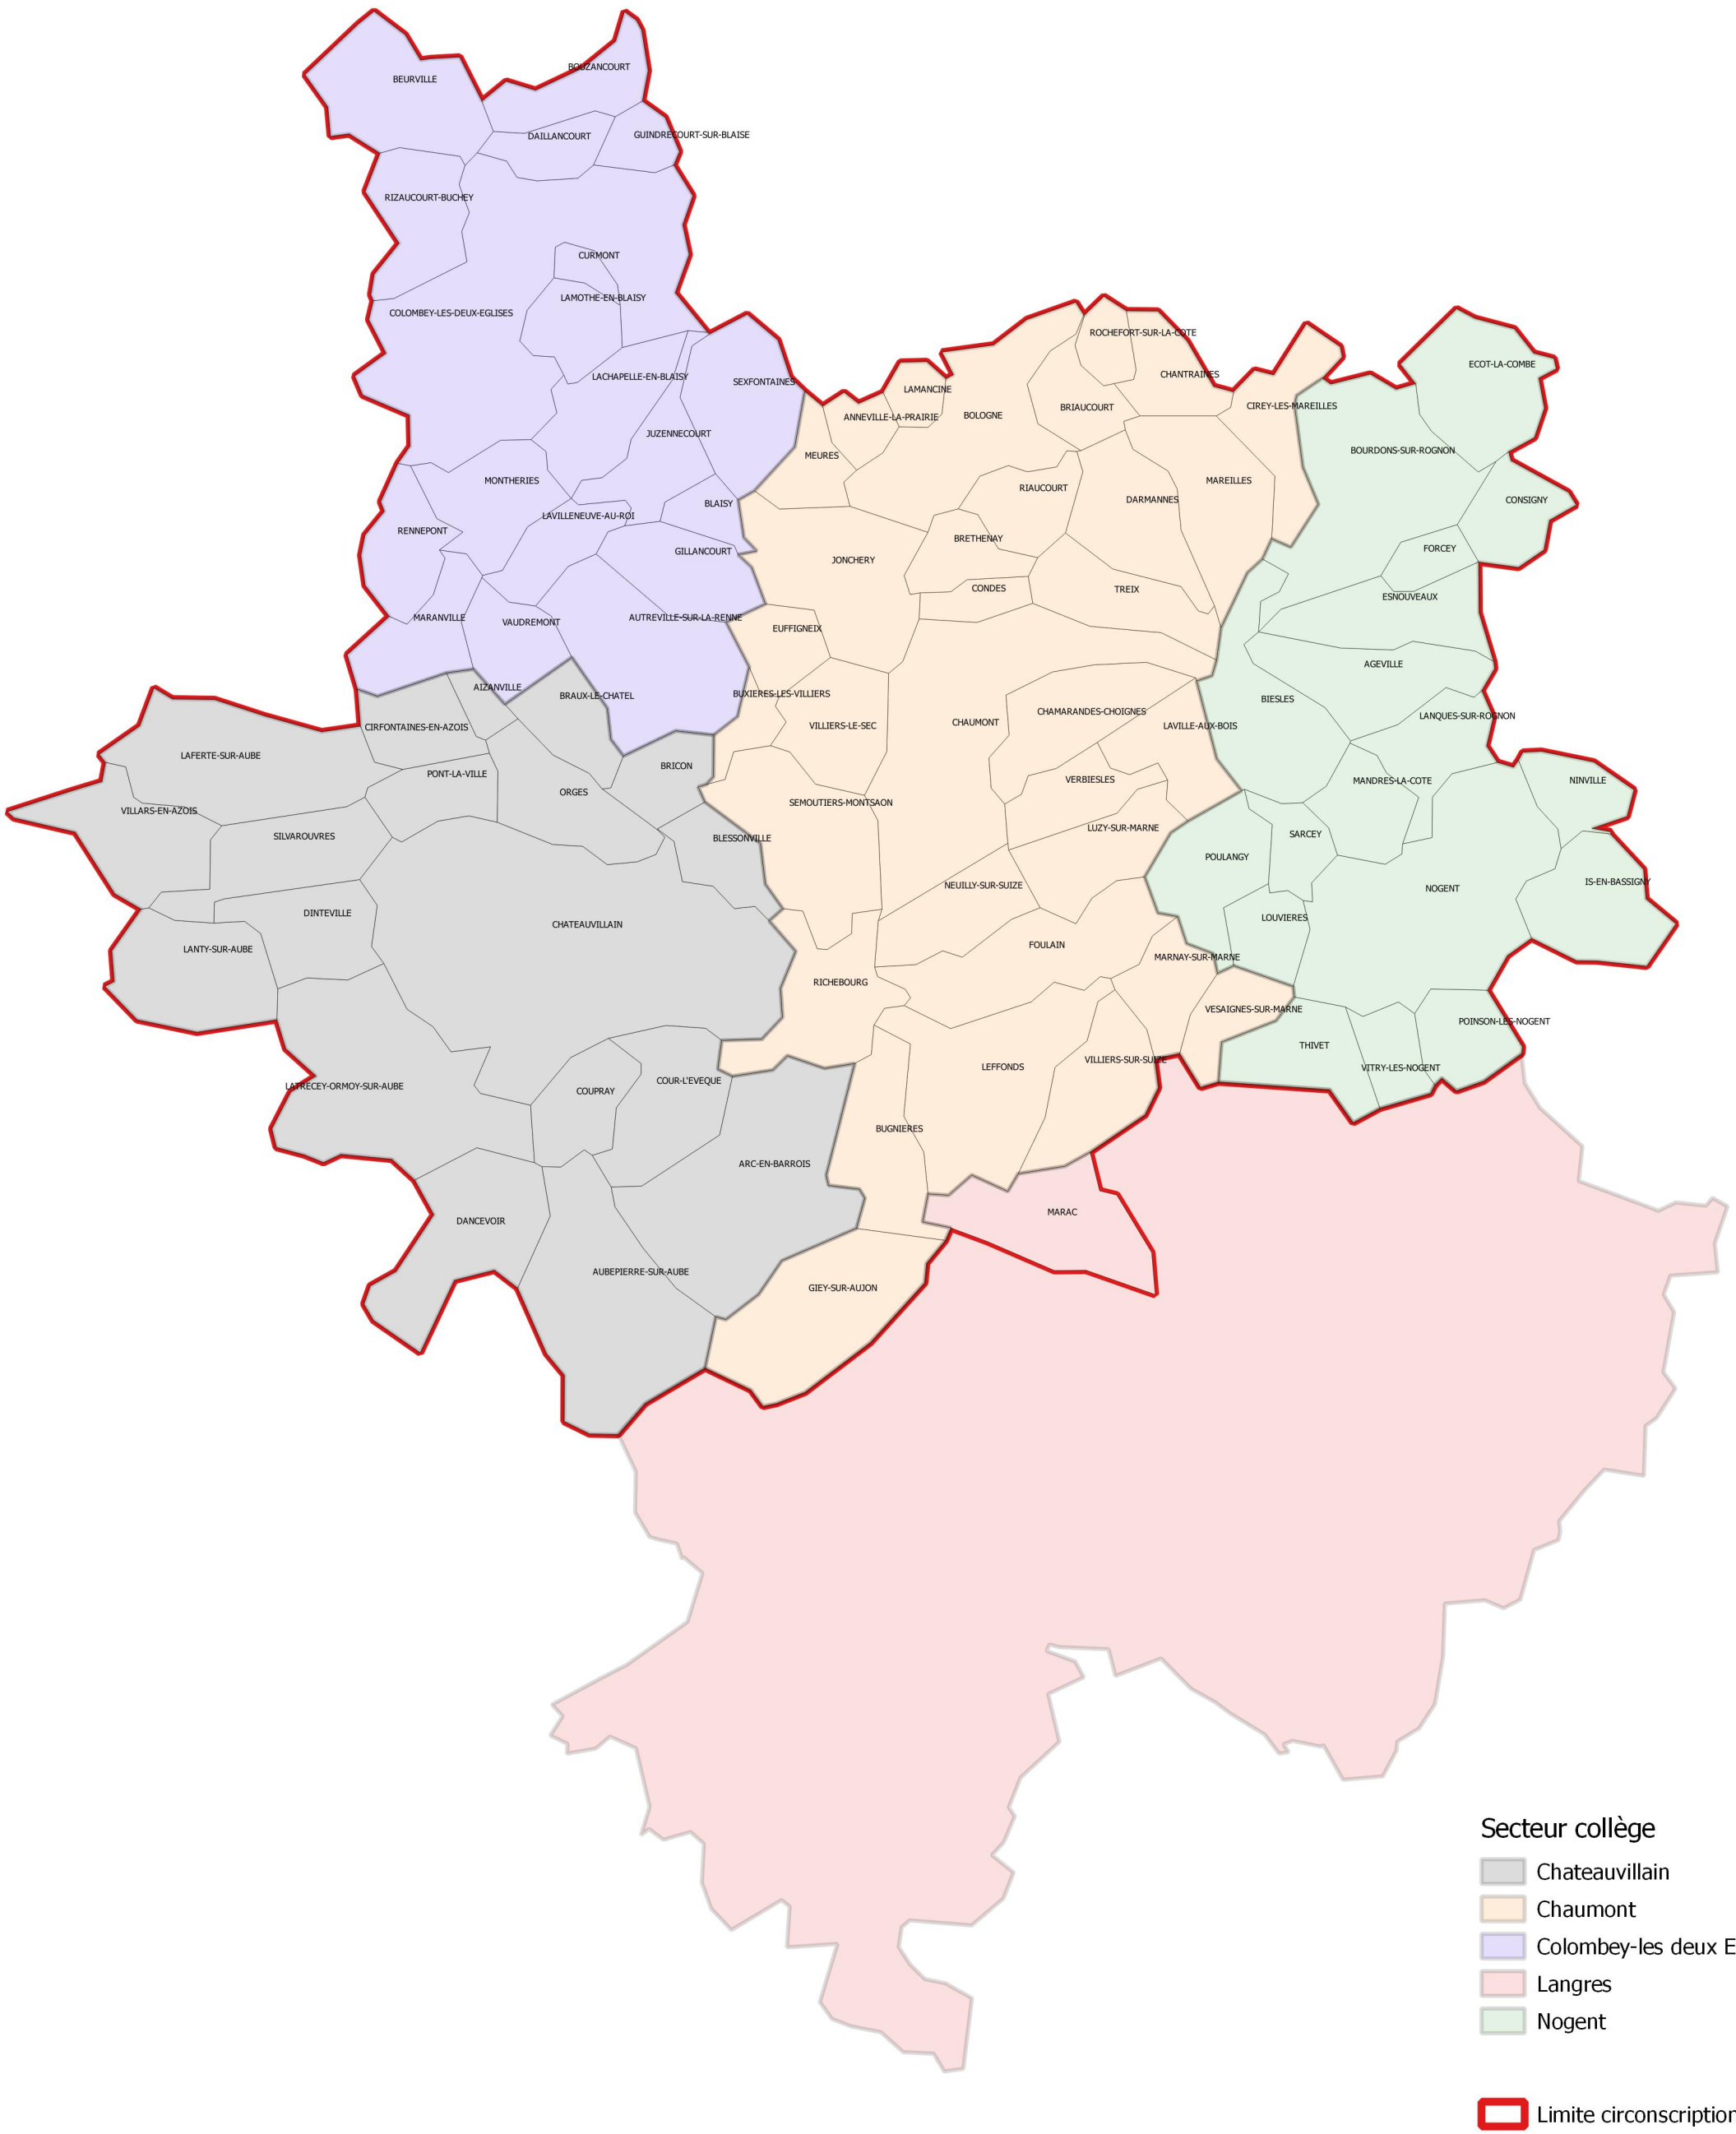 BEURVILLE
BOUZANCOURT
DAILLANCOURT
GUINDRECOURT-SUR-BLAISE
RIZAUCOURT-BUCHEY
CURMONT
LAMOTHE-EN-BLAISY
COLOMBEY-LES-DEUX-EGLISES
LACHAPELLE-EN-BLAISY
SEXFONTAINES
JUZENNECOURT
MONTHERIES
BLAISY
LAVILLENEUVE-AU-ROI
RENNEPONT
GILLANCOURT
MARANVILLE
VAUDREMONT
AUTREVILLE-SUR-LA-RENNE
ROCHEFORT-SUR-LA-COTE
CHANTRAINES
LAMANCINE
ANNEVILLE-LA-PRAIRIE
BOLOGNE
BRIAUCOURT
CIREY-LES-MAREILLES
MEURES
RIAUCOURT
DARMANNES
MAREILLES
BRETHENAY
JONCHERY
CONDES
TREIX
EUFFIGNEIX
BUXIERES-LES-VILLIERS
VILLIERS-LE-SEC
CHAUMONT
CHAMARANDES-CHOIGNES
LAVILLE-AUX-BOIS
VERBIESLES
SEMOUTIERS-MONTSAON
LUZY-SUR-MARNE
NEUILLY-SUR-SUIZE
FOULAIN
MARNAY-SUR-MARNE
RICHEBOURG
VESAIGNES-SUR-MARNE
LEFFONDS
VILLIERS-SUR-SUIZE
BUGNIERES
GIEY-SUR-AUJON
MARAC
ECOT-LA-COMBE
BOURDONS-SUR-ROGNON
CONSIGNY
FORCEY
ESNOUVEAUX
AGEVILLE
BIESLES
LANQUES-SUR-ROGNON
MANDRES-LA-COTE
NINVILLE
SARCEY
POULANGY
NOGENT
IS-EN-BASSIGNY
LOUVIERES
POINSON-LES-NOGENT
THIVET
VITRY-LES-NOGENT
AIZANVILLE
BRAUX-LE-CHATEL
CIRFONTAINES-EN-AZOIS
LAFERTE-SUR-AUBE
BRICON
PONT-LA-VILLE
ORGES
VILLARS-EN-AZOIS
SILVAROUVRES
BLESSONVILLE
DINTEVILLE
CHATEAUVILLAIN
LANTY-SUR-AUBE
LATRECEY-ORMOY-SUR-AUBE
COUPRAY
COUR-L'EVEQUE
ARC-EN-BARROIS
DANCEVOIR
AUBEPIERRE-SUR-AUBE
Secteur collège
Chateauvillain
Chaumont
Colombey-les deux E
Langres
Nogent
Limite circonscription